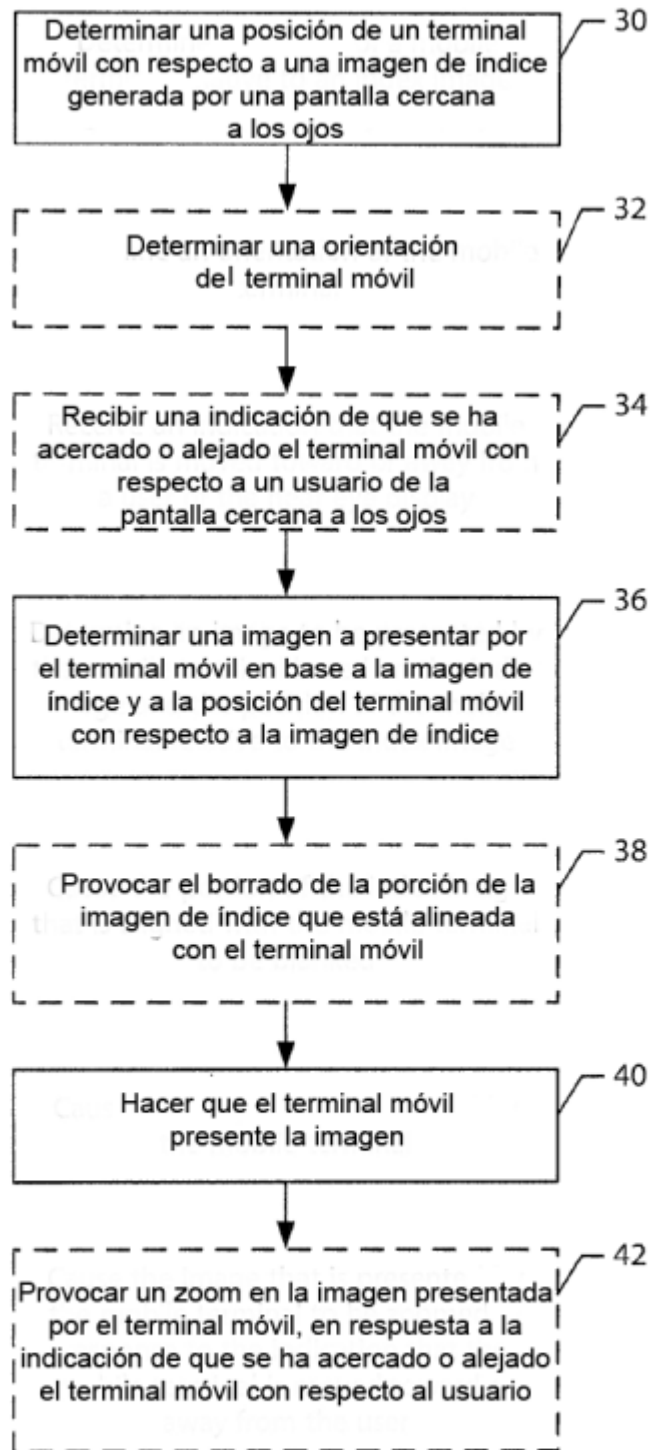 Determinar una posición de un terminal
móvil con respecto a una imagen de índice
generada por una pantalla cercana
a los ojos
30
Determinar una orientación
del terminal móvil
32
Recibir una indicación de que se ha
acercado o alejado el terminal móvil con
respecto a un usuario de la
pantalla cercana a los ojos
34
Determinar una imagen a presentar por
el terminal móvil en base a la imagen de
índice y a la posición del terminal móvil
con respecto a la imagen de índice
36
Provocar el borrado de la porción de la
imagen de índice que está alineada
con el terminal móvil
38
Hacer que el terminal móvil
presente la imagen
40
Provocar un zoom en la imagen presentada
por el terminal móvil, en respuesta a la
indicación de que se ha acercado o alejado
el terminal móvil con respecto al usuario
42
away from the user